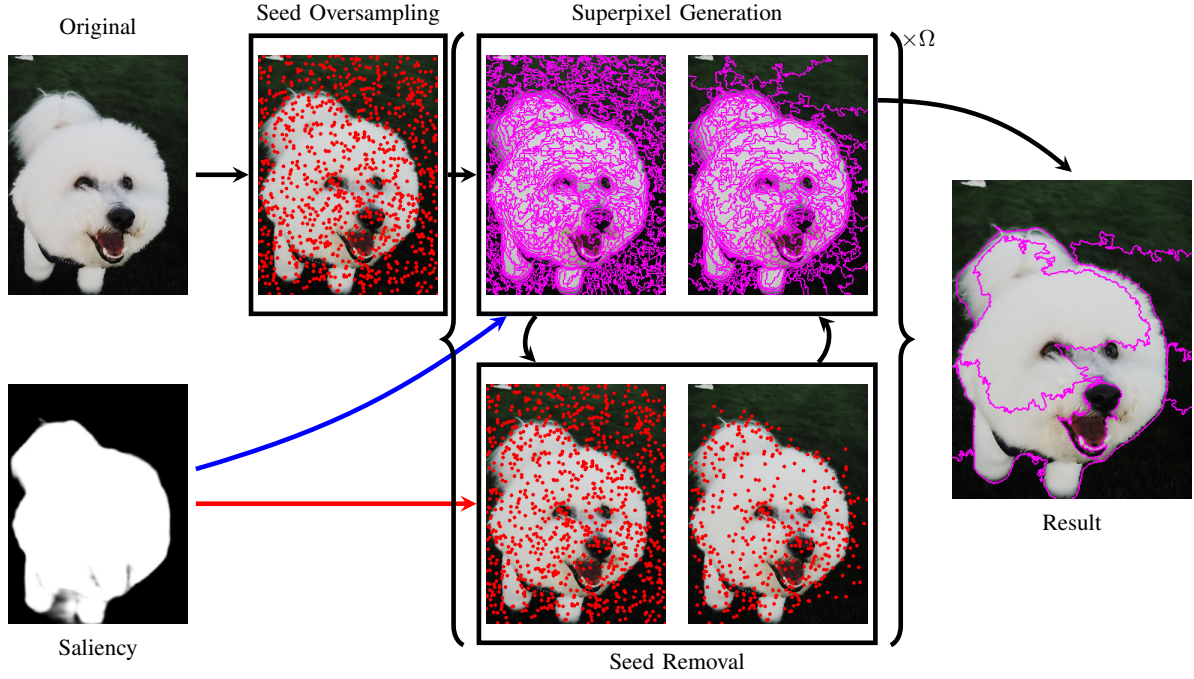 Seed Oversampling
Superpixel Generation
Original
×Ω
Result
Saliency
Seed Removal